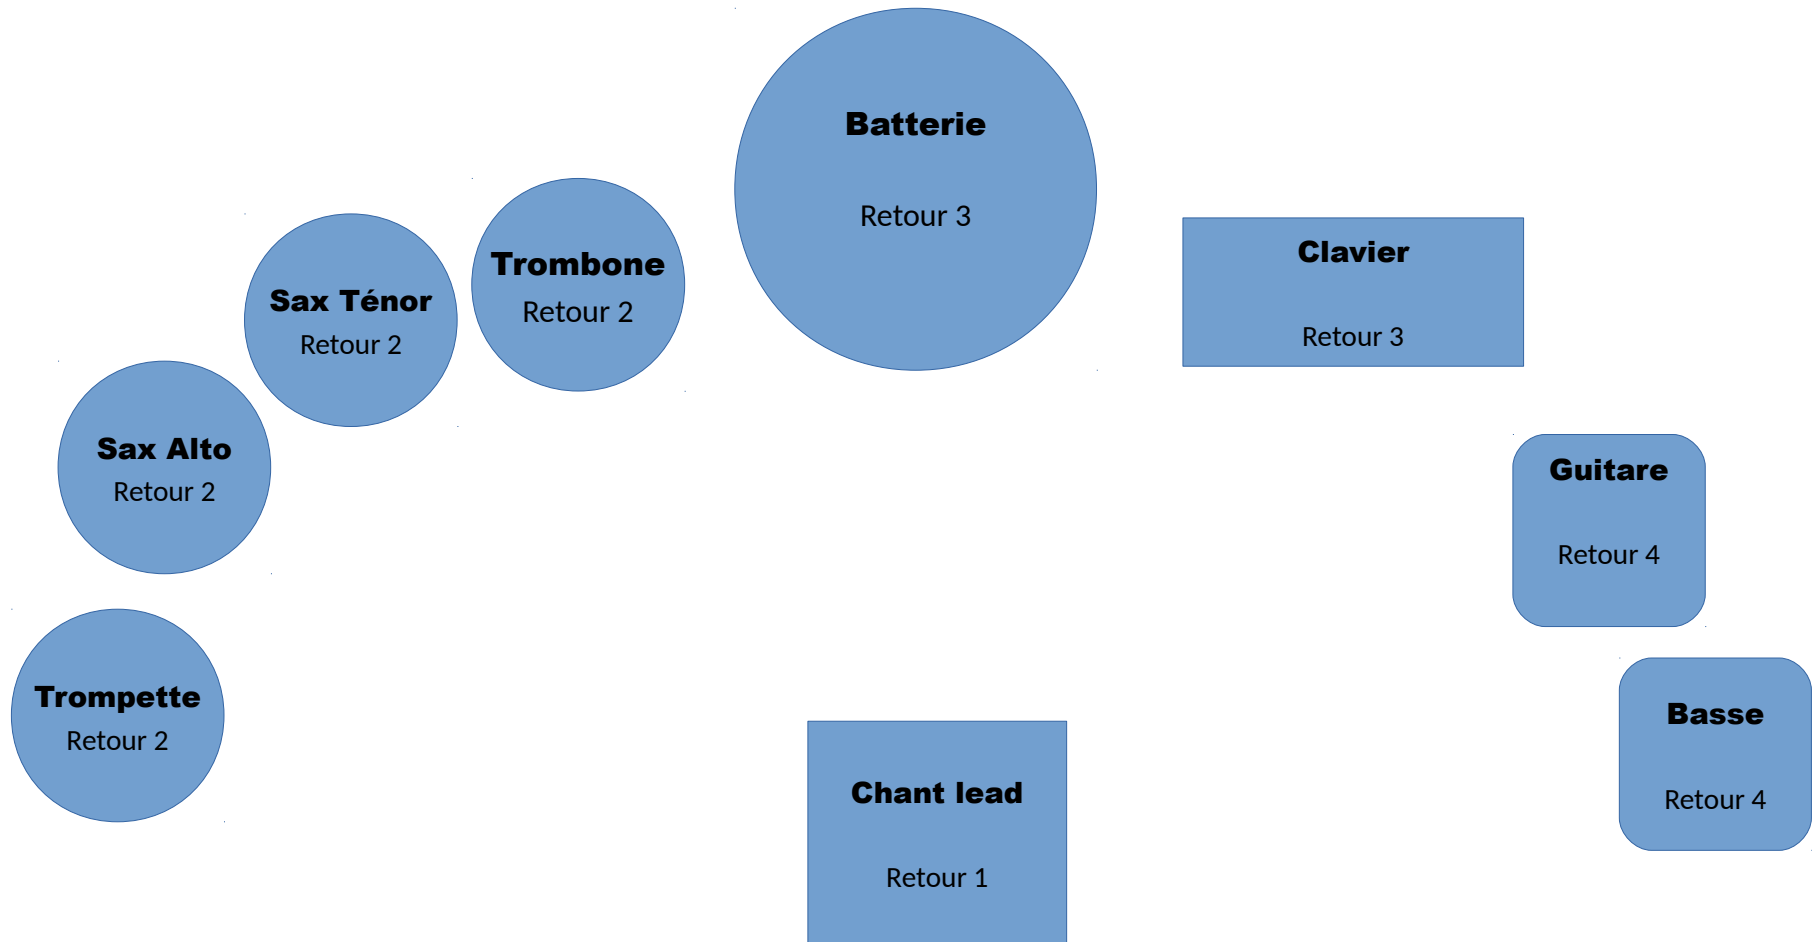 Batterie
Retour 3
Trombone
Retour 2
Sax Ténor
Retour 2
Clavier
Retour 3
Sax Alto
Retour 2
Guitare
Retour 4
Trompette
Retour 2
Basse
Retour 4
Chant lead
Retour 1